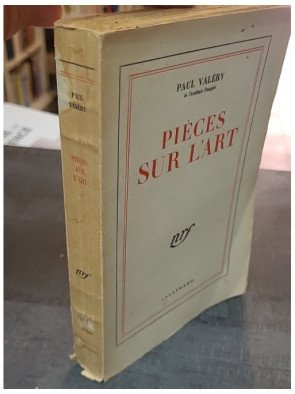 PAUL
VALÉRY
PIÈCES
SUR
L'ART
nrf
PAUL VALÉRY
de l'Académie Française
PIÈCES
SUR L'ART
nrf
GALLIMARD